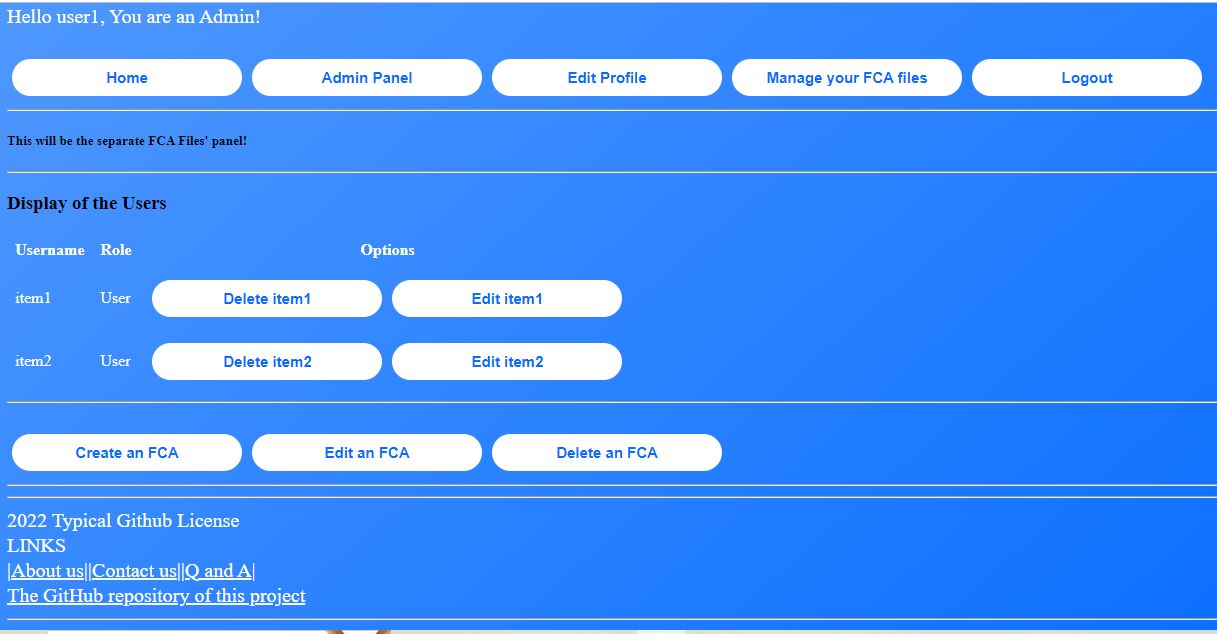 Hello user1, You are an Admin!
Home Admin Panel Edit Profile Manage your FCA files Logout
This will be the separate FCA Files' panel!
Display of the Users
Username Role Options
item1 User Delete item1 Edit item1
item2 User Delete item2 Edit item2
Create an FCA Edit an FCA Delete an FCA
2022 Typical Github License
LINKS
|About us||Contact us||Q and A|
The GitHub repository of this project